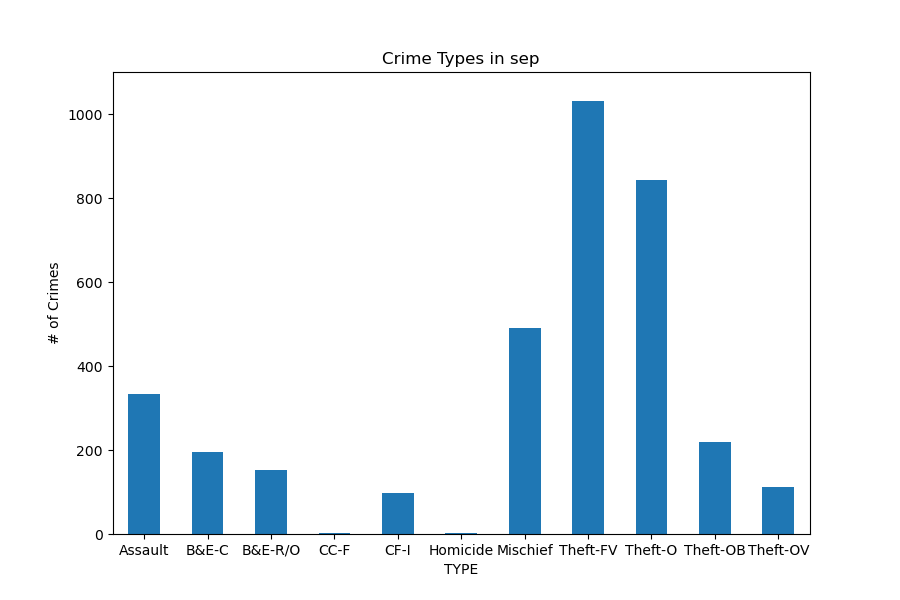 Crime Types in sep
1000
800
600
400
200
0
# of Crimes
Assault B&E-C B&E-R/O CC-F CF-I Homicide Mischief Theft-FV Theft-O Theft-OB Theft-OV
TYPE